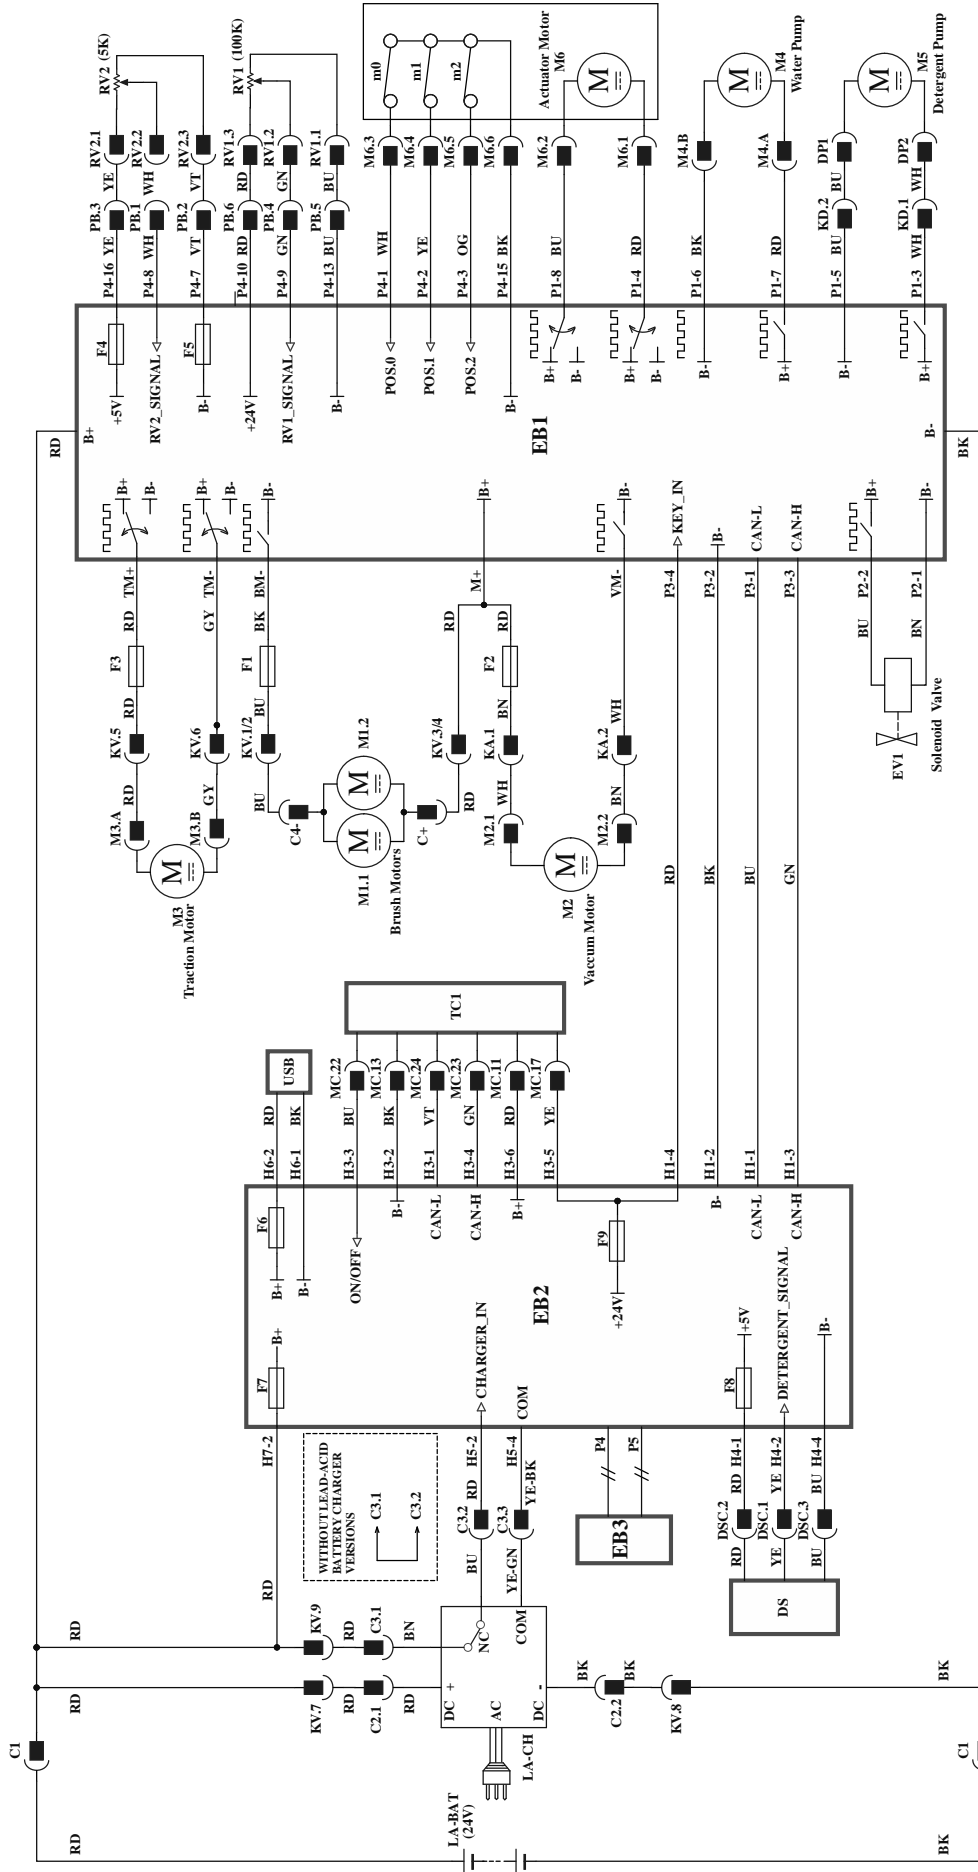 LA-BAT
(24V)
RD
BK
C1
C1
RD
RD
KV.7
KV.9
RD
RD
C2.1
C3.1
RD
BN
DC +
NC
AC
COM
DC -
LA-CH
C2.2
BK
BK
KV.8
BK
BK
RD
WITHOUT LEAD-ACID
BATTERY CHARGER
VERSIONS
C3.1
C3.2
BU
C3.2
RD
H5-2
CHARGER_IN
YE-GN
C3.3
YE-BK
H5-4
COM
EB3
P4
P5
DS
RD
DSC.2
RD
H4-1
F8
+5V
YE
DSC.1
YE
H4-2
DETERGENT_SIGNAL
BU
DSC.3
BU
H4-4
B-
H7-2
F7
B+
EB2
B+
F6
H6-2
RD
USB
B-
H6-1
BK
ON/OFF
H3-3
BU
MC.22
B-
H3-2
BK
MC.13
CAN-L
H3-1
VT
MC.24
CAN-H
H3-4
GN
MC.23
B+
H3-6
RD
MC.11
H3-5
YE
MC.17
TC1
+24V
F9
H1-4
RD
P3-4
KEY_IN
B-
H1-2
BK
P3-2
B-
CAN-L
H1-1
BU
P3-1
CAN-L
CAN-H
H1-3
GN
P3-3
CAN-H
M3
Traction Motor
M
M3.A
RD
KV.5
RD
F3
RD
TM+
B+
B-
M3.B
GY
KV.6
GY
TM-
B+
B-
M1.1
Brush Motors
M
M
M1.2
C4-
BU
KV.1/2
BU
F1
BK
BM-
B-
C+
RD
KV.3/4
RD
M+
B+
M2
Vaccum Motor
M
M2.1
WH
KA.1
BN
F2
RD
M2.2
BN
KA.2
WH
VM-
B-
EV1
Solenoid Valve
BU
P2-2
B+
BN
P2-1
B-
RD
B+
EB1
B-
BK
+5V
F4
P4-16
YE
PB.3
YE
RV2.1
RV2 (5K)
RV2_SIGNAL
P4-8
WH
PB.1
WH
RV2.2
B-
F5
P4-7
VT
PB.2
VT
RV2.3
+24V
P4-10
RD
PB.6
RD
RV1.3
RV1 (100K)
RV1_SIGNAL
P4-9
GN
PB.4
GN
RV1.2
B-
P4-13
BU
PB.5
BU
RV1.1
POS.0
P4-1
WH
M6.3
m0
POS.1
P4-2
YE
M6.4
m1
POS.2
P4-3
OG
M6.5
m2
B-
P4-15
BK
M6.6
B+
B-
P1-8
BU
M6.2
Actuator Motor
M6
M
B+
B-
P1-4
RD
M6.1
B-
P1-6
BK
M4.B
M
M4
Water Pump
B+
P1-7
RD
M4.A
B-
P1-5
BU
KD.2
BU
DP1
M
M5
Detergent Pump
B+
P1-3
WH
KD.1
WH
DP2